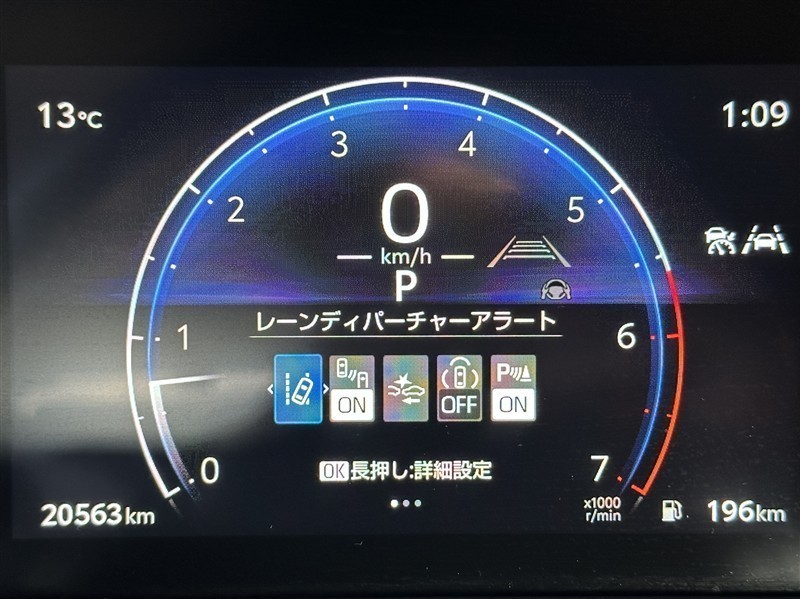 13℃
1:09
3
4
2
5
0
km/h
P
レーンディパーチャーアラート
1
6
ON
OFF
P
ON
0
7
OK長押し:詳細設定
x1000
r/min
20563km
196km